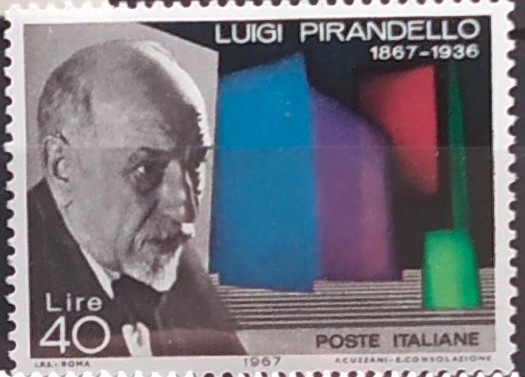 LUIGI PIRANDELLO
1867-1936
Lire
40
POSTE ITALIANE
I.P.S.-ROMA 1967 A.CUZZANI-E.CONSOLAZIONE